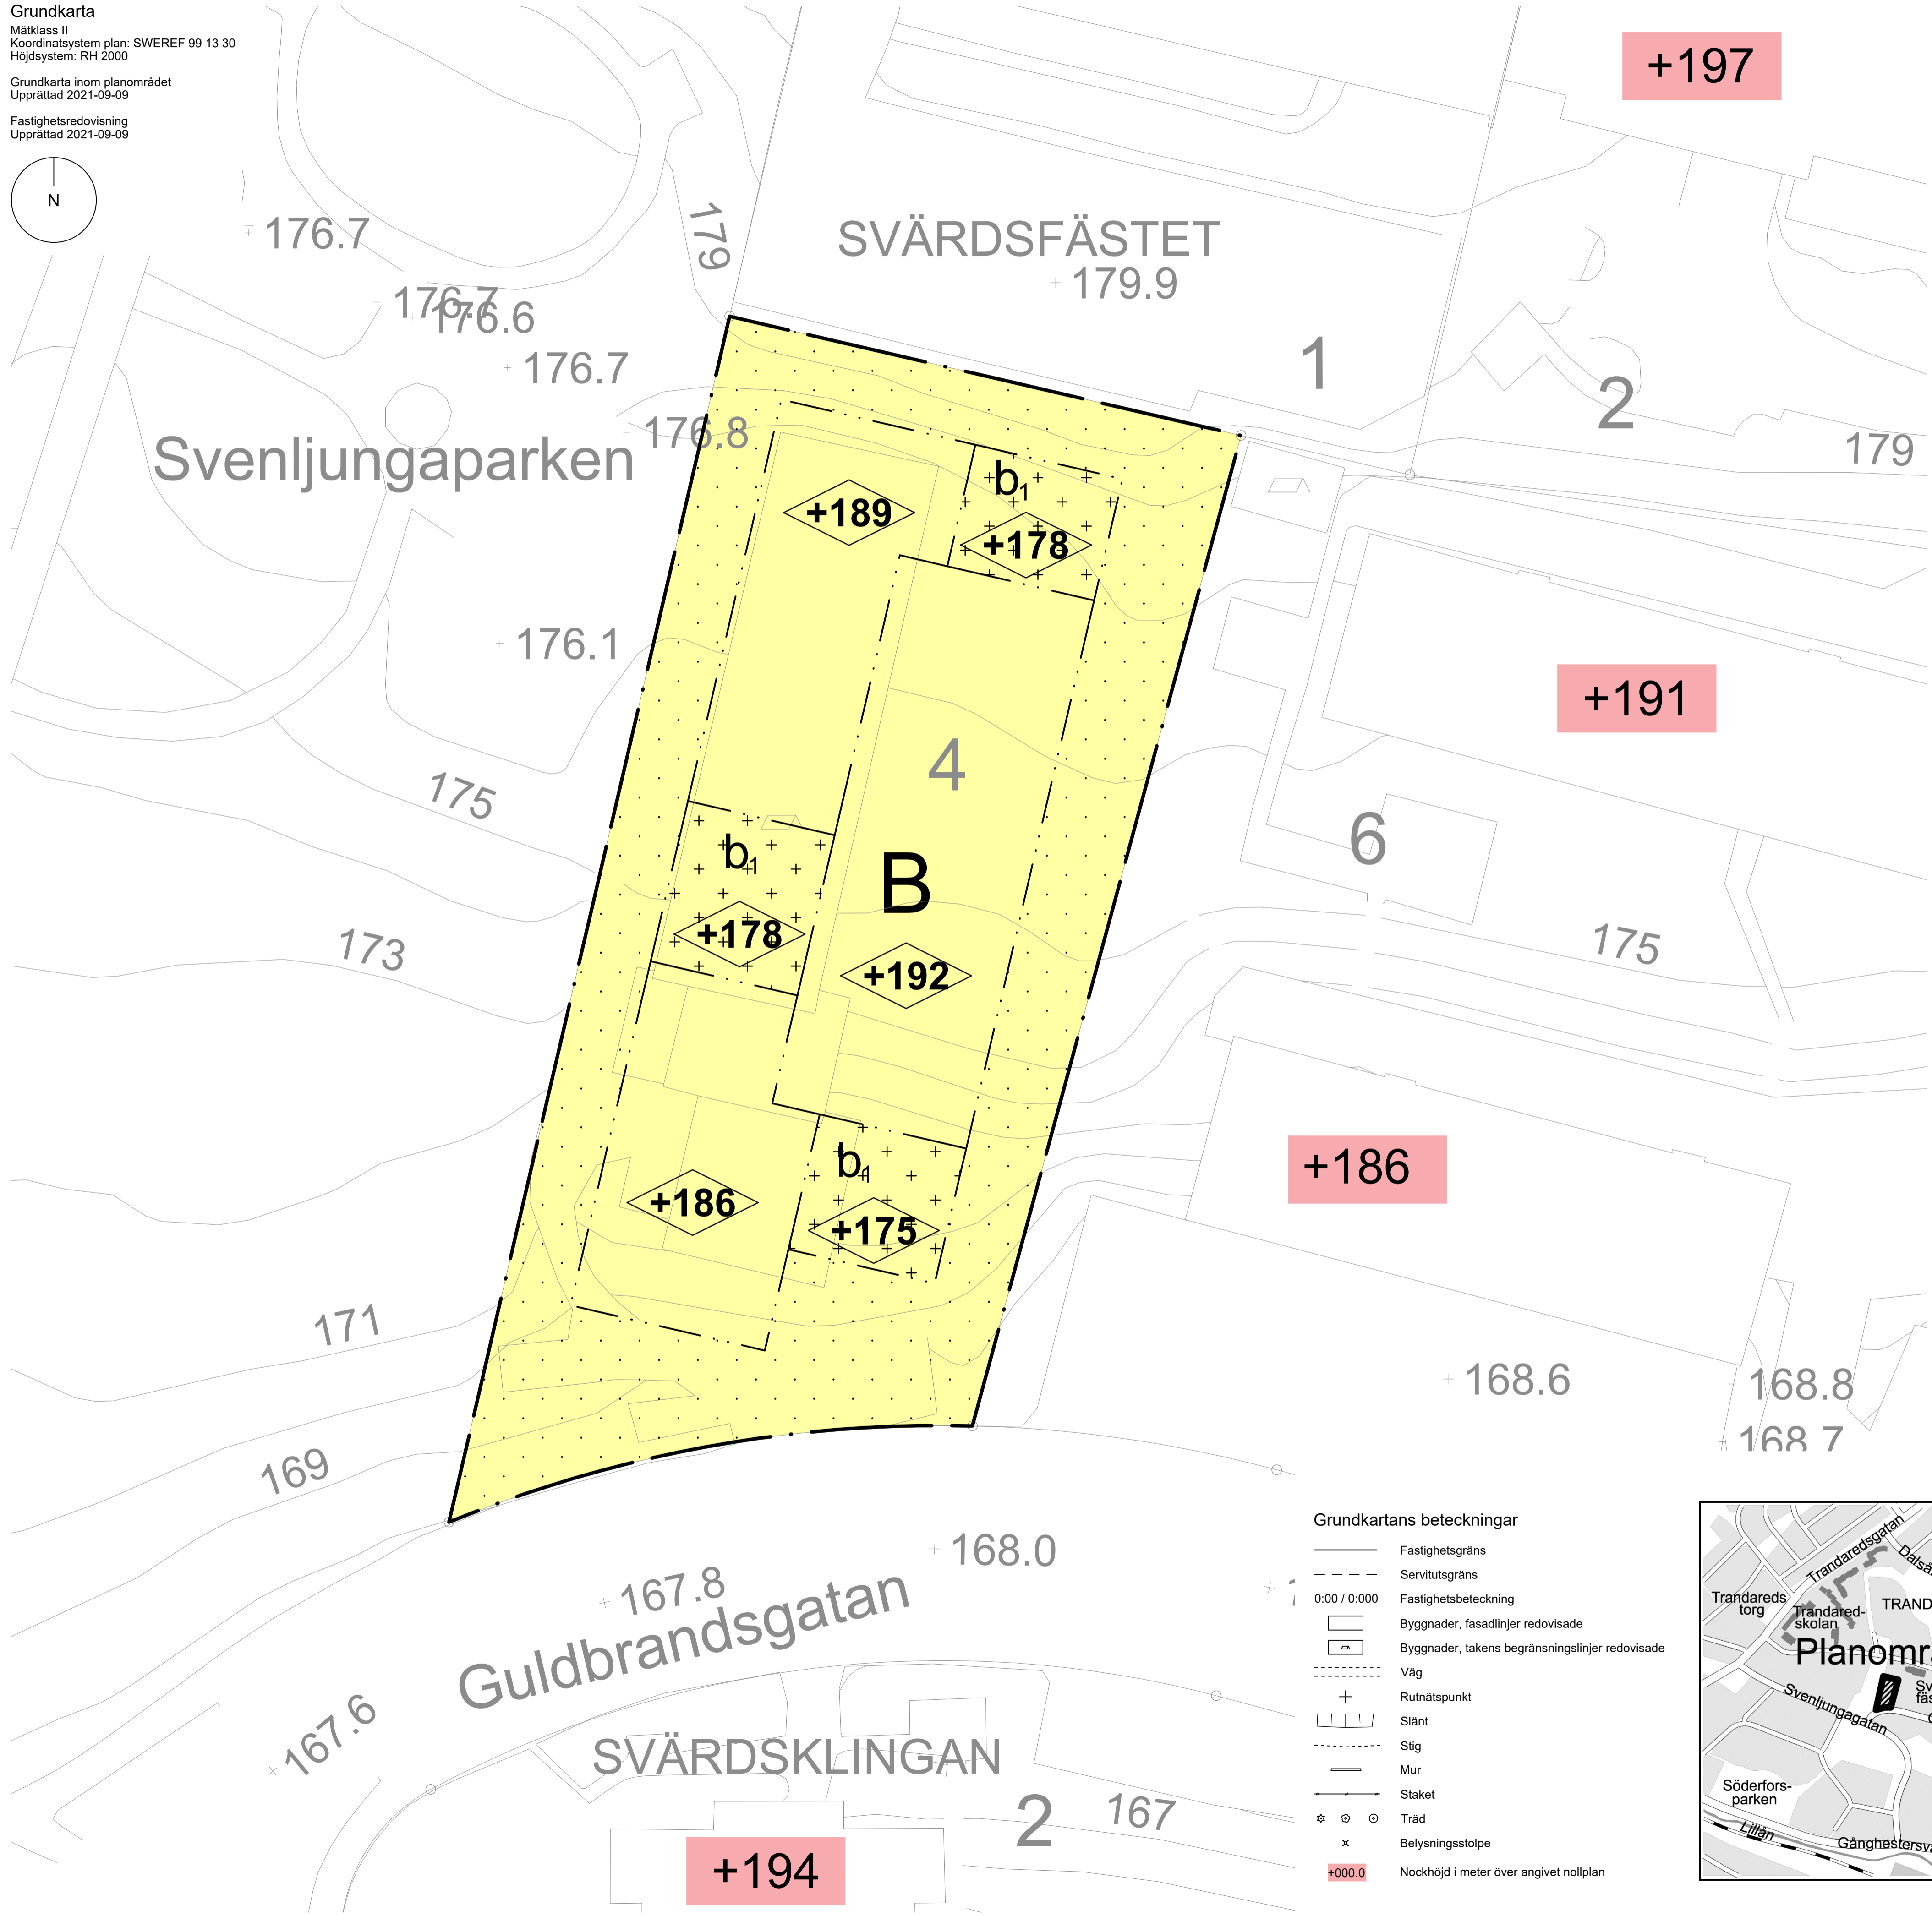 Grundkarta
Mätklass II
Koordinatsystem plan: SWEREF 99 13 30
Höjdsystem: RH 2000
Grundkarta inom planområdet
Upprättad 2021-09-09
Fastighetsredovisning
Upprättad 2021-09-09
N
+197
176.7
179
SVÄRDSFÄSTET
179.9
176.7
176.6
176.7
1
2
176.8
179
Svenljungaparken
b1
+189
+178
176.1
+191
4
175
b1
6
B
+178
173
175
+192
b1
+186
+186
+175
171
168.6
168.8
168.7
169
168.0
167.8
Guldbrandsgatan
167.6
SVÄRDSKLINGAN
2
167
+194
Grundkartans beteckningar
Fastighetsgräns
Servitutsgräns
0:00 / 0:000 Fastighetsbeteckning
Byggnader, fasadlinjer redovisade
Byggnader, takens begränsningslinjer redovisade
Väg
Rutnätspunkt
Slänt
Stig
Mur
Staket
Träd
Belysningsstolpe
+000.0 Nockhöjd i meter över angivet nollplan
Trandaredsgatan
Trandareds
torg
Trandared-
skolan
Svenljungagatan
Söderfors-
parken
Lillån